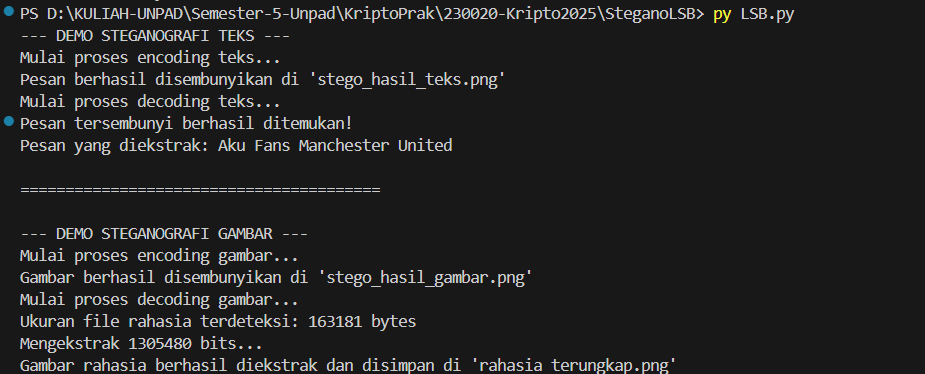 PS D:\KULIAH-UNPAD\Semester-5-Unpad\KriptoPrak\230020-Kripto2025\SteganoLSB> py LSB.py
--- DEMO STEGANOGRAFI TEKS ---
Mulai proses encoding teks...
Pesan berhasil disembunyikan di 'stego_hasil_teks.png'
Mulai proses decoding teks...
Pesan tersembunyi berhasil ditemukan!
Pesan yang diekstrak: Aku Fans Manchester United
========================================
--- DEMO STEGANOGRAFI GAMBAR ---
Mulai proses encoding gambar...
Gambar berhasil disembunyikan di 'stego_hasil_gambar.png'
Mulai proses decoding gambar...
Ukuran file rahasia terdeteksi: 163181 bytes
Mengekstrak 1305480 bits...
Gambar rahasia berhasil diekstrak dan disimpan di 'rahasia terungkap.png'